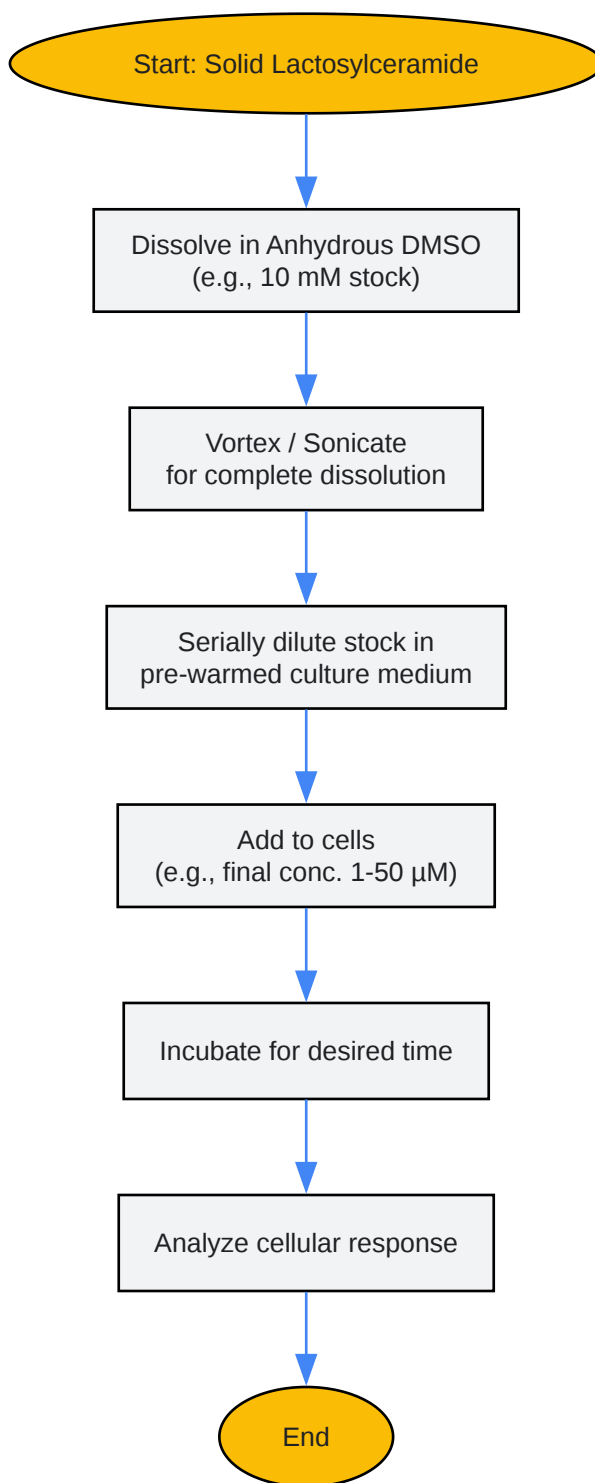 Start: Solid Lactosylceramide
Dissolve in Anhydrous DMSO
(e.g., 10 mM stock)
Vortex / Sonicate
for complete dissolution
Serially dilute stock in
pre-warmed culture medium
Add to cells
(e.g., final conc. 1-50 µM)
Incubate for desired time
Analyze cellular response
End